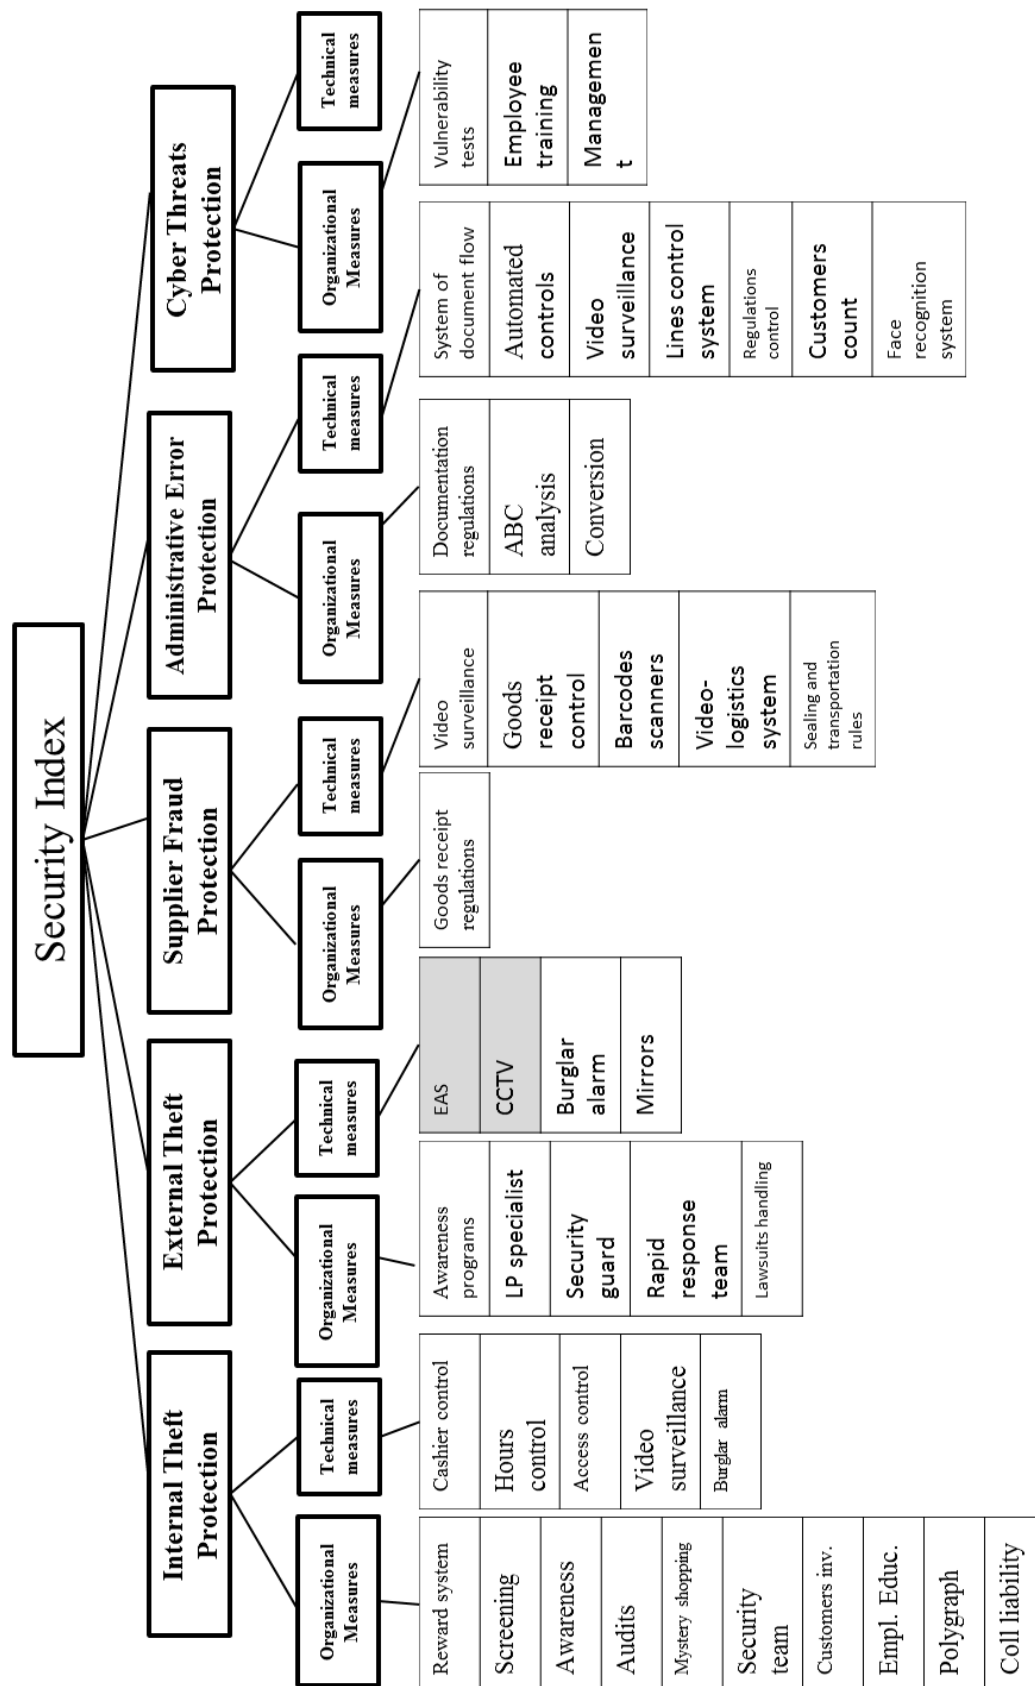 Security Index
Internal Theft
Protection
External Theft
Protection
Supplier Fraud
Protection
Administrative Error
Protection
Cyber Threats
Protection
Organizational
Measures
Technical
measures
Organizational
Measures
Technical
measures
Organizational
Measures
Technical
measures
Organizational
Measures
Technical
measures
Organizational
Measures
Technical
measures
Reward system
Screening
Awareness
Audits
Mystery shopping
Security
team
Customers inv.
Empl. Educ.
Polygraph
Coll liability
Cashier control
Hours
control
Access control
Video
surveillance
Burglar alarm
Awareness
programs
LP specialist
Security
guard
Rapid
response
team
Lawsuits handling
EAS
CCTV
Burglar
alarm
Mirrors
Goods receipt
regulations
Video
surveillance
Goods
receipt
control
Barcodes
scanners
Video-
logistics
system
Sealing and
transportation
rules
Documentation
regulations
ABC
analysis
Conversion
System of
document flow
Automated
controls
Video
surveillance
Lines control
system
Regulations
control
Customers
count
Face
recognition
system
Vulnerability
tests
Employee
training
Managemen
t